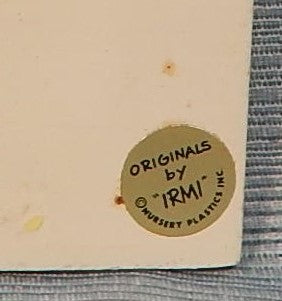 ORIGINALS
by
"IRMI"
© NURSERY PLASTICS INC